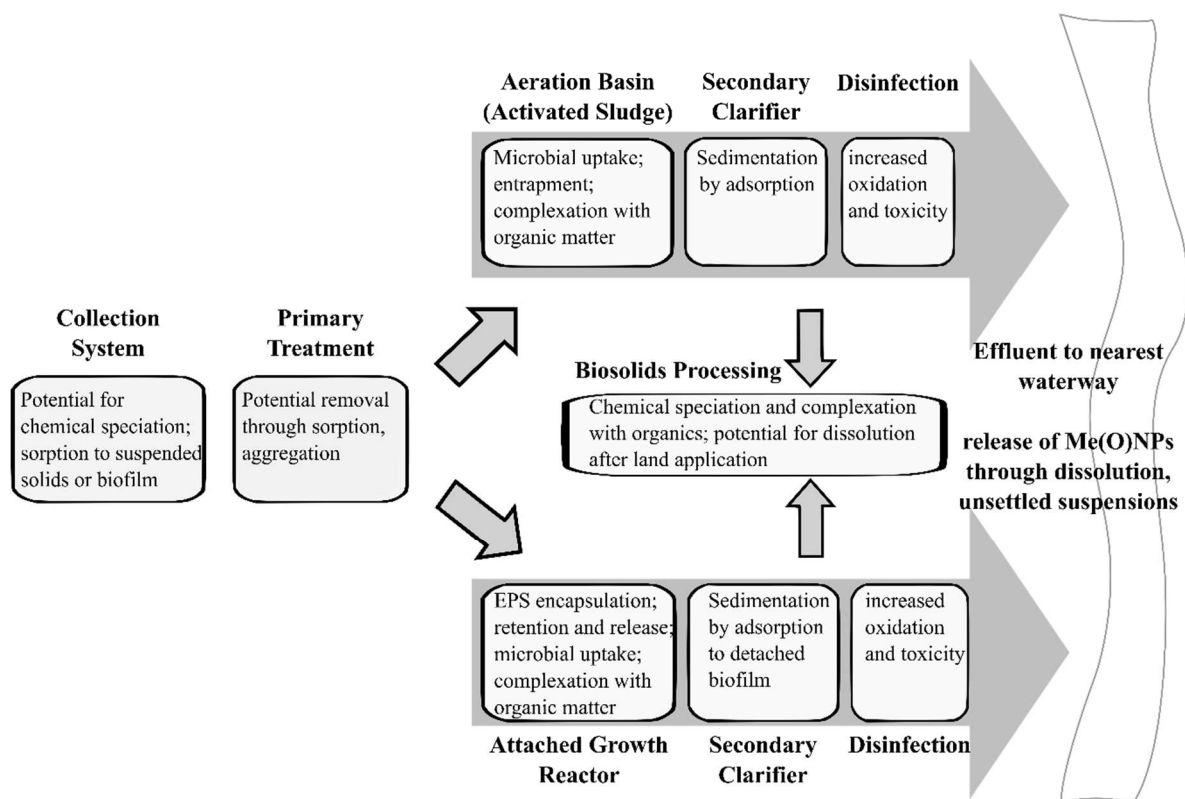 Aeration Basin
(Activated Sludge)
Secondary
Clarifier
Disinfection
Microbial uptake;
entrapment;
complexation with
organic matter
Sedimentation
by adsorption
increased
oxidation
and toxicity
Collection
System
Primary
Treatment
Potential for
chemical speciation;
sorption to suspended
solids or biofilm
Potential removal
through sorption,
aggregation
Biosolids Processing
Chemical speciation and complexation
with organics; potential for dissolution
after land application
Effluent to nearest
waterway
release of Me(O)NPs
through dissolution,
unsettled suspensions
EPS encapsulation;
retention and release;
microbial uptake;
complexation with
organic matter
Sedimentation
by adsorption
to detached
biofilm
increased
oxidation
and toxicity
Attached Growth
Reactor
Secondary
Clarifier
Disinfection